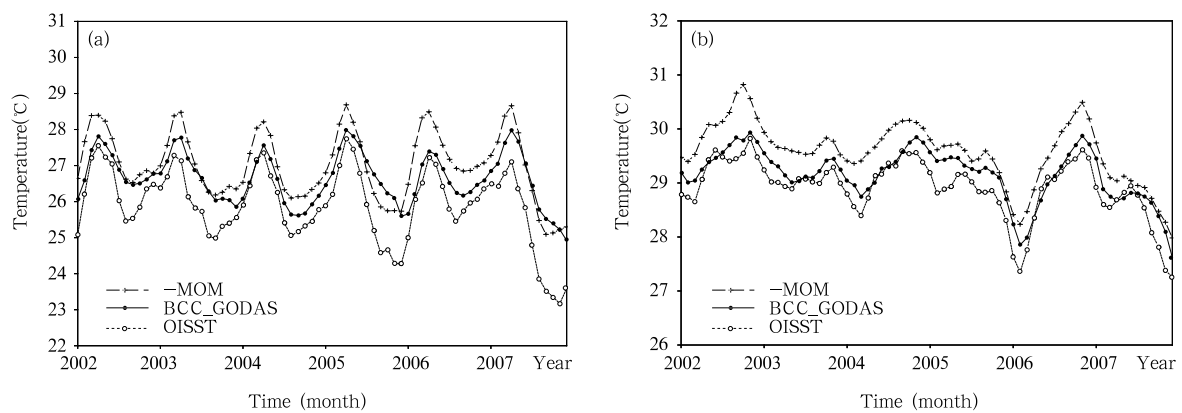 (a)
Temperature(℃)
31
30
29
28
27
26
25
24
23
22
−MOM
BCC_GODAS
OISST
2002 2003 2004 2005 2006 2007 Year
Time (month)
(b)
Temperature(℃)
32
31
30
29
28
27
26
−MOM
BCC_GODAS
OISST
2002 2003 2004 2005 2006 2007 Year
Time (month)